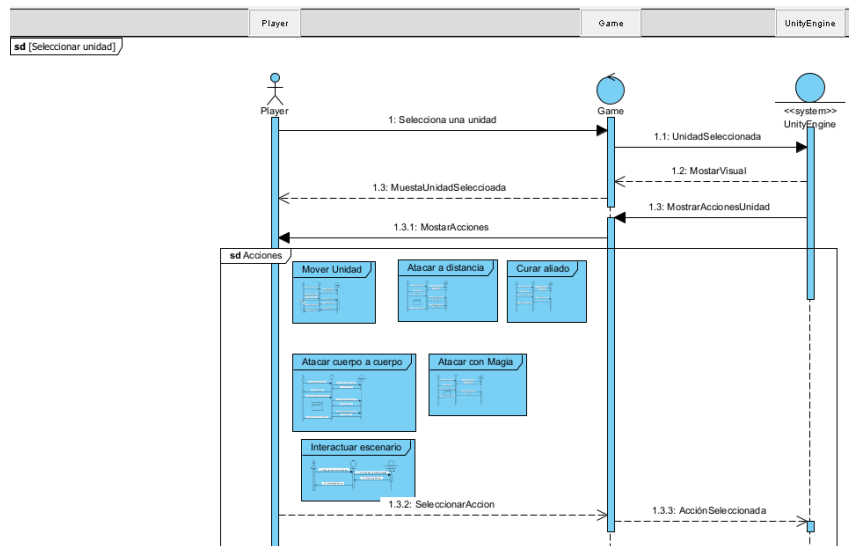 Player Game UnityEngine
sd [Seleccionar unidad]
Player
Game
<<system>>
UnityEngine
1: Selecciona una unidad
1.1: UnidadSeleccionada
1.2: MostarVisual
1.3: MuestaUnidadSeleccioada
1.3: MostrarAccionesUnidad
1.3.1: MostarAcciones
sd Acciones
Mover Unidad
Atacar a distancia
Curar aliado
Atacar cuerpo a cuerpo
Atacar con Magia
Interactuar escenario
1.3.2: SeleccionarAccion
1.3.3: AcciónSeleccionada